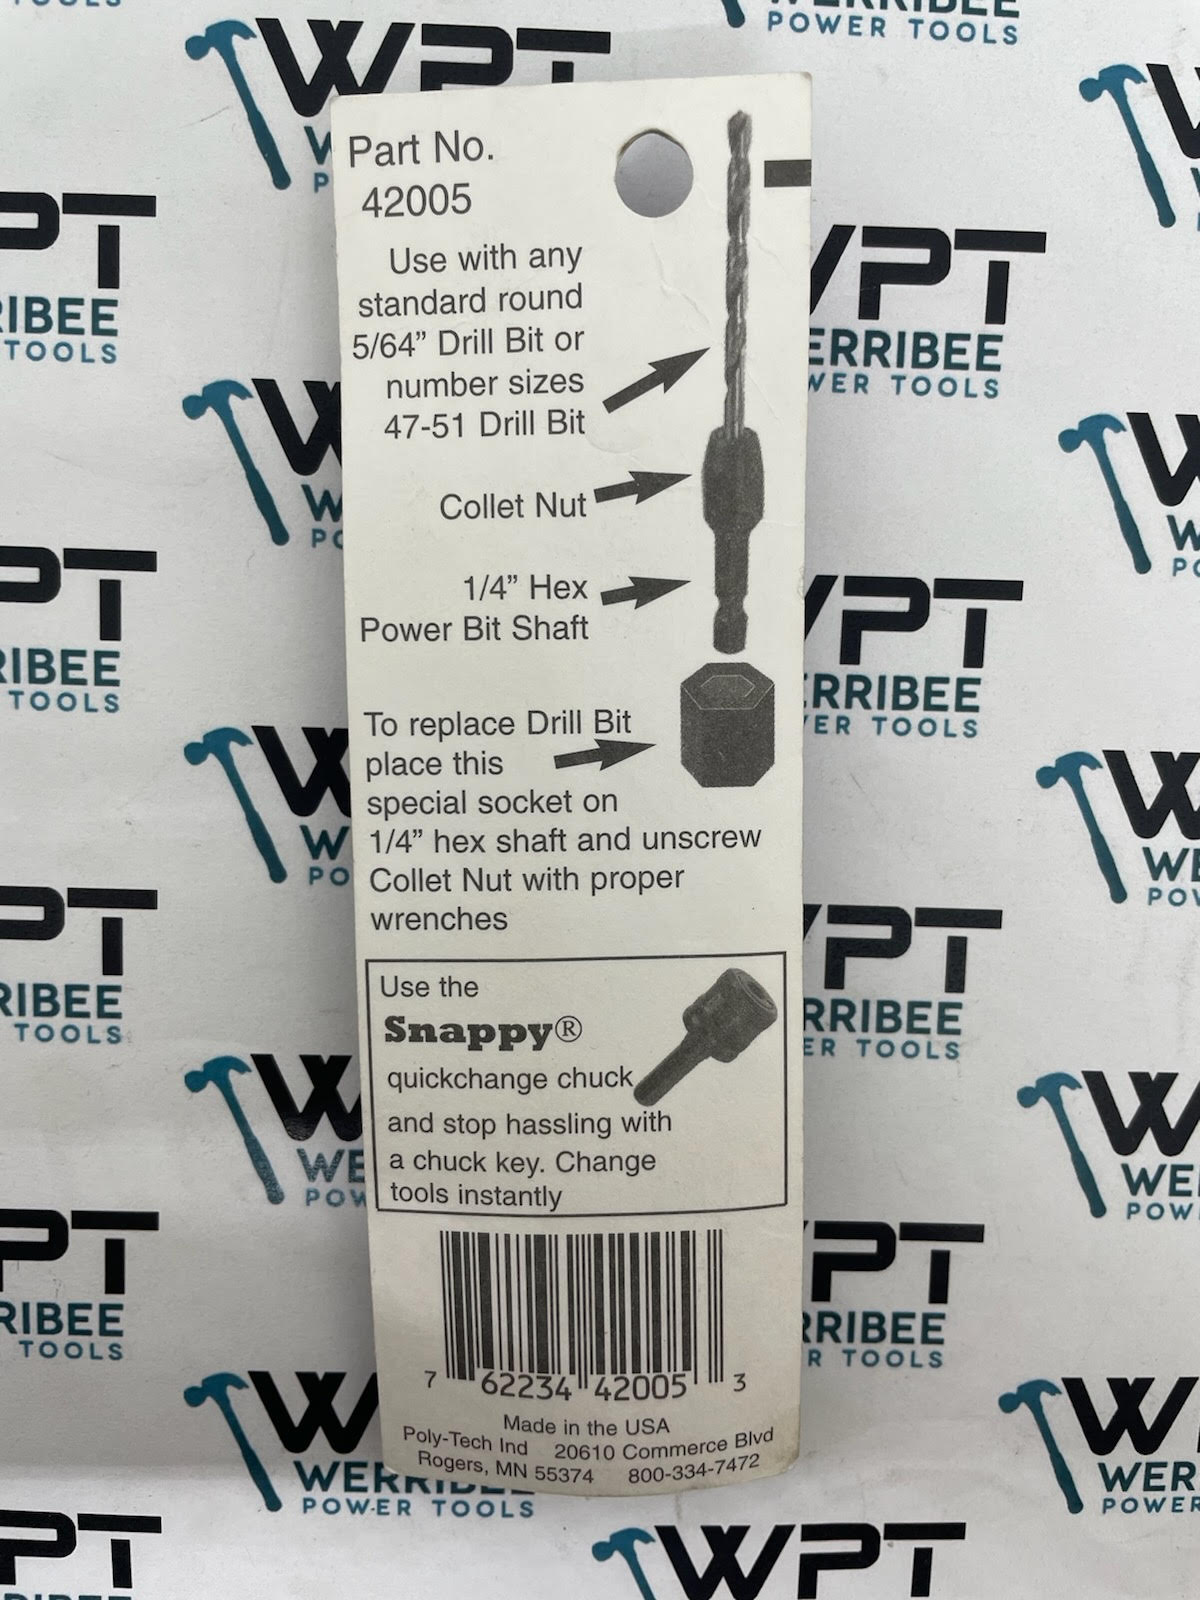 Part No.
42005
Use with any
standard round
5/64” Drill Bit or
number sizes
47-51 Drill Bit
Collet Nut
1/4” Hex
Power Bit Shaft
To replace Drill Bit
place this
special socket on
1/4” hex shaft and unscrew
Collet Nut with proper
wrenches
Use the
Snappy®
quickchange chuck
and stop hassling with
a chuck key. Change
tools instantly
7 62234 42005 3
Made in the USA
Poly-Tech Ind 20610 Commerce Blvd
Rogers, MN 55374 800-334-7472
WPT
POWER TOOLS
WERRIBEE
POWER TOOLS
WPT